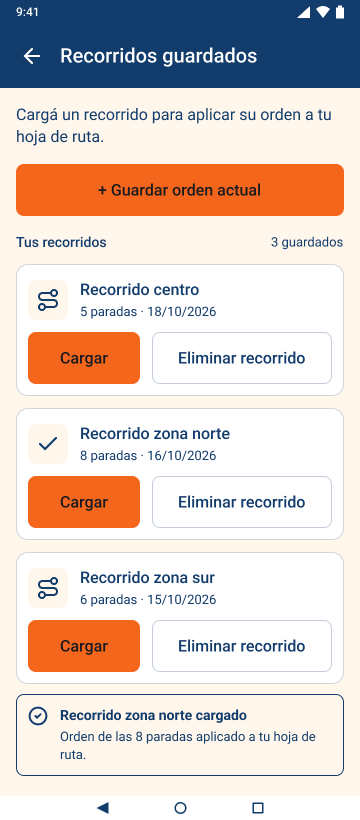 9:41
Recorridos guardados
Cargá un recorrido para aplicar su orden a tu
hoja de ruta.
+ Guardar orden actual
Tus recorridos
3 guardados
Recorrido centro
5 paradas · 18/10/2026
Cargar
Eliminar recorrido
Recorrido zona norte
8 paradas · 16/10/2026
Cargar
Eliminar recorrido
Recorrido zona sur
6 paradas · 15/10/2026
Cargar
Eliminar recorrido
Recorrido zona norte cargado
Orden de las 8 paradas aplicado a tu hoja de
ruta.